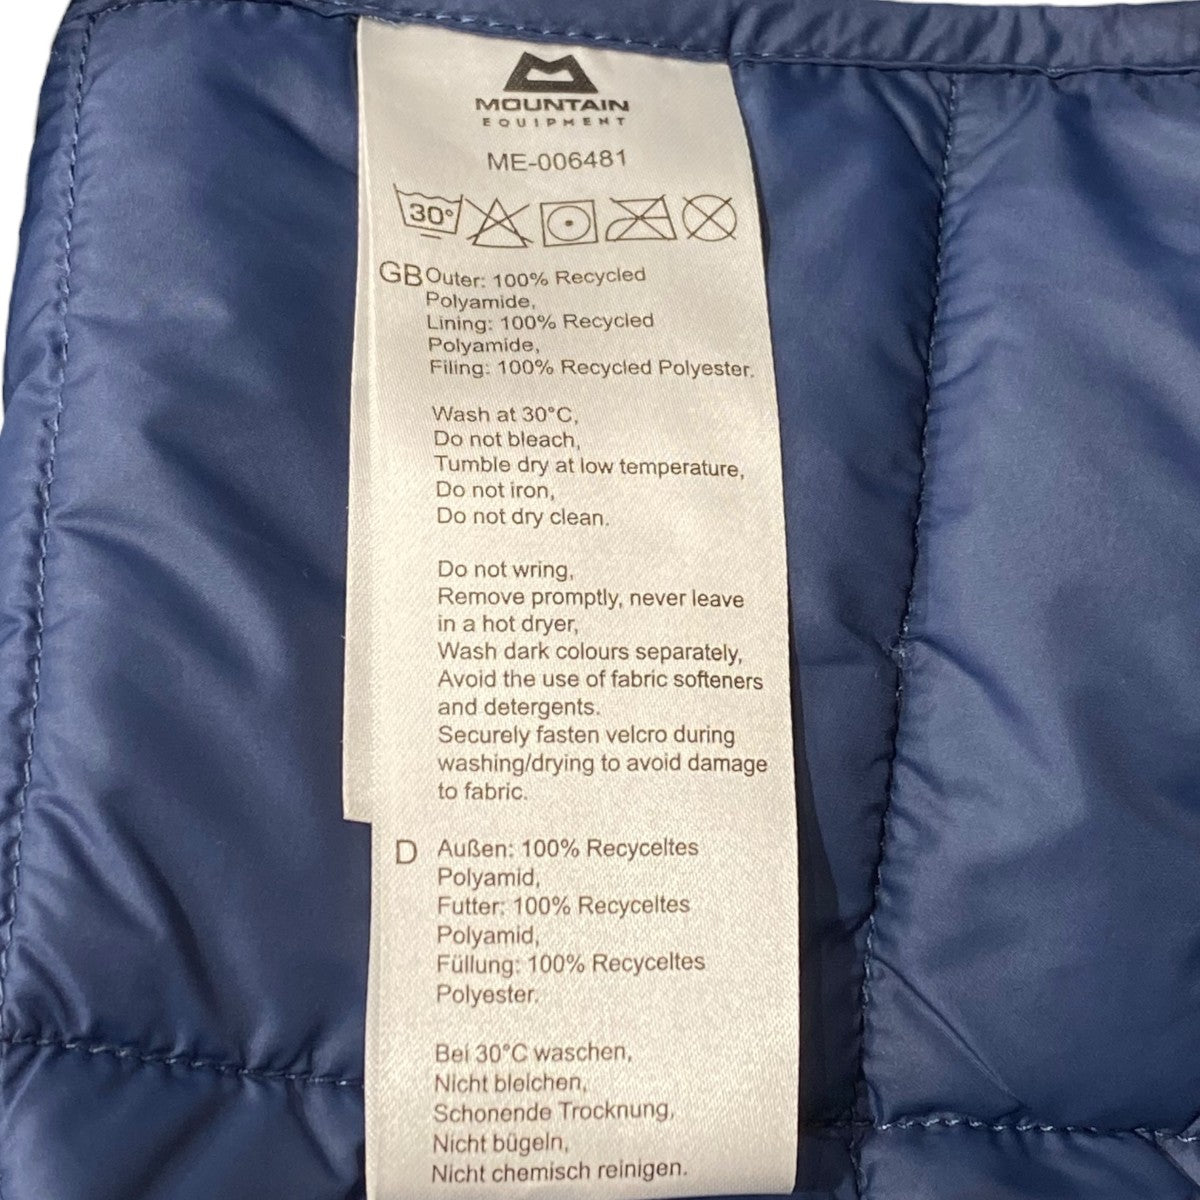 MOUNTAIN
EQUIPMENT
ME-006481
30°
GB Outer: 100% Recycled
Polyamide,
Lining: 100% Recycled
Polyamide,
Filing: 100% Recycled Polyester.
Wash at 30°C,
Do not bleach,
Tumble dry at low temperature,
Do not iron,
Do not dry clean.
Do not wring,
Remove promptly, never leave
in a hot dryer,
Wash dark colours separately,
Avoid the use of fabric softeners
and detergents.
Securely fasten velcro during
washing/drying to avoid damage
to fabric.
D Außen: 100% Recyceltes
Polyamid,
Futter: 100% Recyceltes
Polyamid,
Füllung: 100% Recyceltes
Polyester.
Bei 30°C waschen,
Nicht bleichen,
Schonende Trocknung,
Nicht bügeln,
Nicht chemisch reinigen.